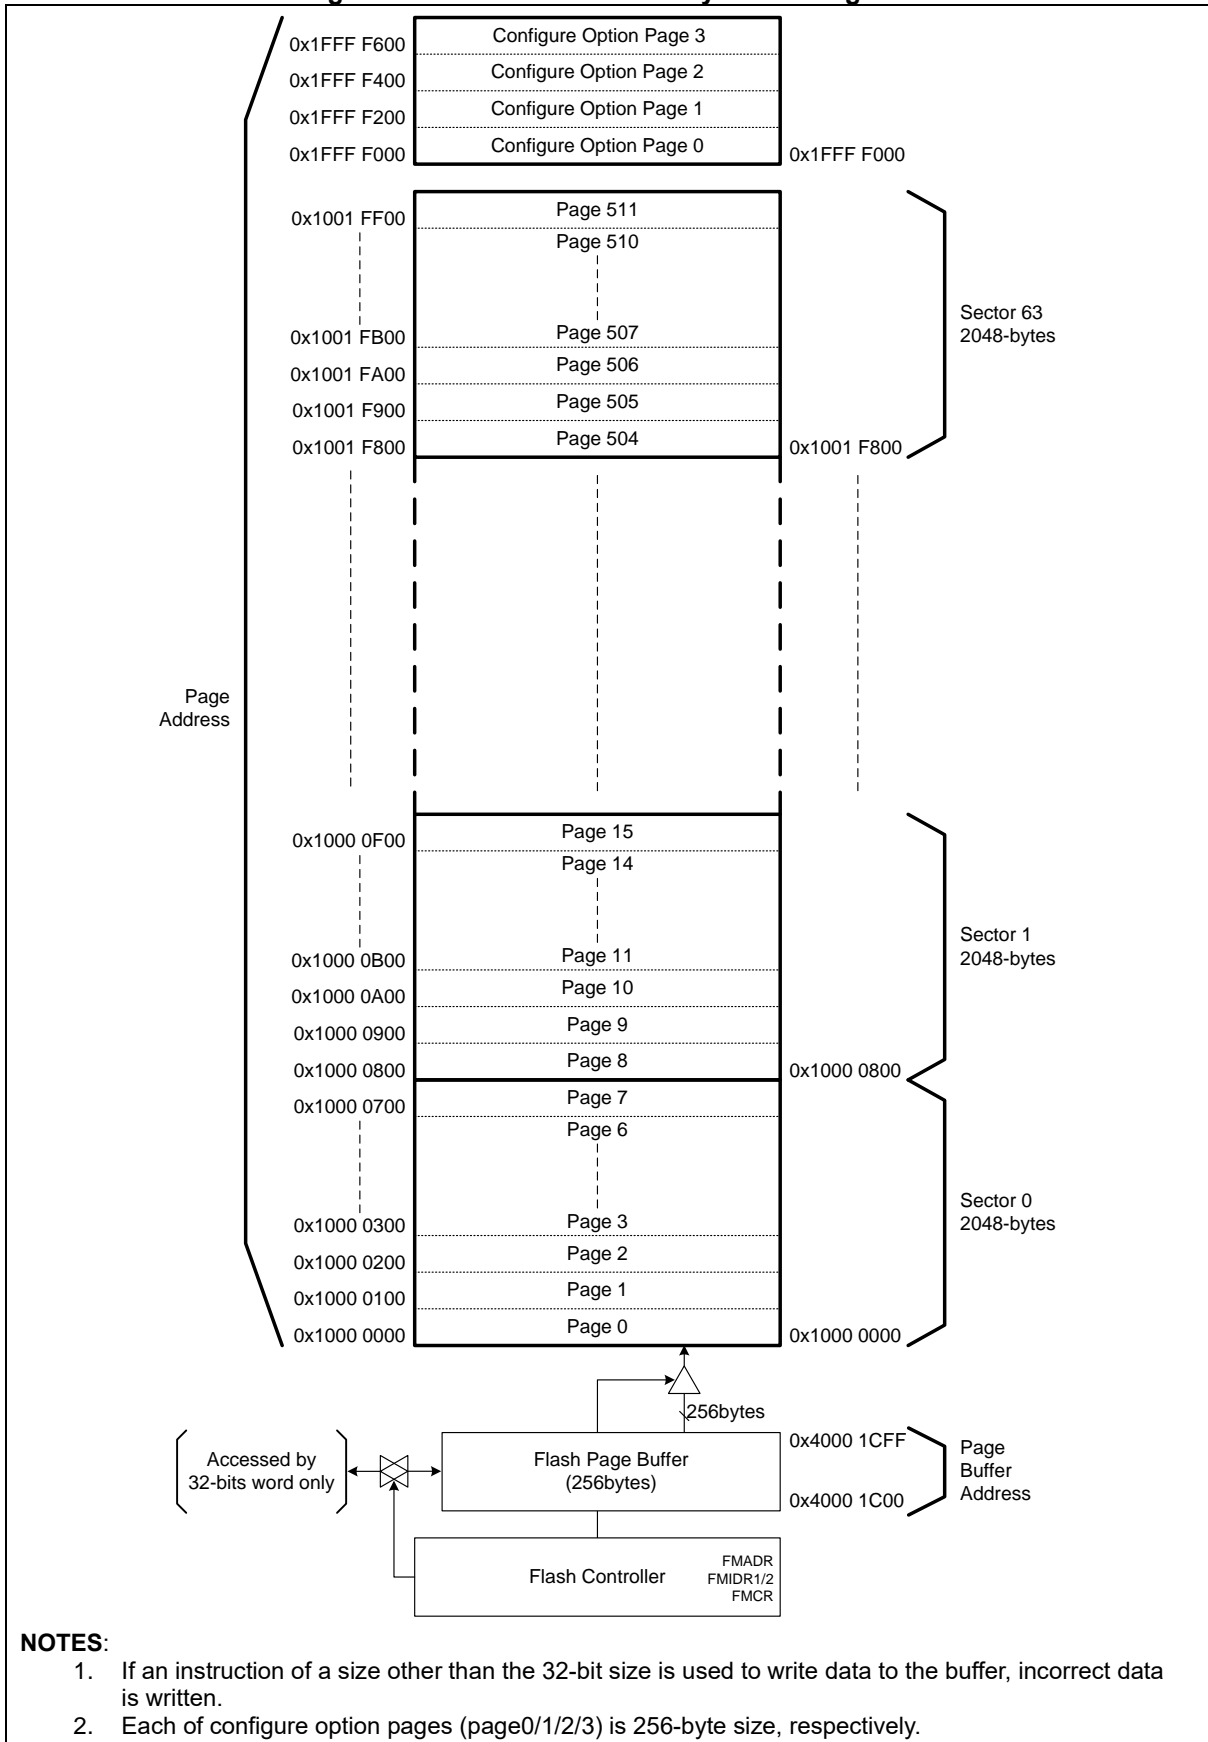 0x1FFF F600 Configure Option Page 3
0x1FFF F400 Configure Option Page 2
0x1FFF F200 Configure Option Page 1
0x1FFF F000 Configure Option Page 0 0x1FFF F000
0x1001 FF00 Page 511
Page 510
Sector 63
2048-bytes
0x1001 FB00 Page 507
0x1001 FA00 Page 506
0x1001 F900 Page 505
0x1001 F800 Page 504 0x1001 F800
Page
Address
0x1000 0F00 Page 15
Page 14
Sector 1
2048-bytes
0x1000 0B00 Page 11
0x1000 0A00 Page 10
0x1000 0900 Page 9
0x1000 0800 Page 8 0x1000 0800
0x1000 0700 Page 7
Page 6
Sector 0
2048-bytes
0x1000 0300 Page 3
0x1000 0200 Page 2
0x1000 0100 Page 1
0x1000 0000 Page 0 0x1000 0000
256bytes
Accessed by
32-bits word only
Flash Page Buffer
(256bytes)
0x4000 1CFF
0x4000 1C00
Page
Buffer
Address
Flash Controller
FMADR
FMIDR1/2
FMCR
NOTES:
1. If an instruction of a size other than the 32-bit size is used to write data to the buffer, incorrect data
is written.
2. Each of configure option pages (page0/1/2/3) is 256-byte size, respectively.